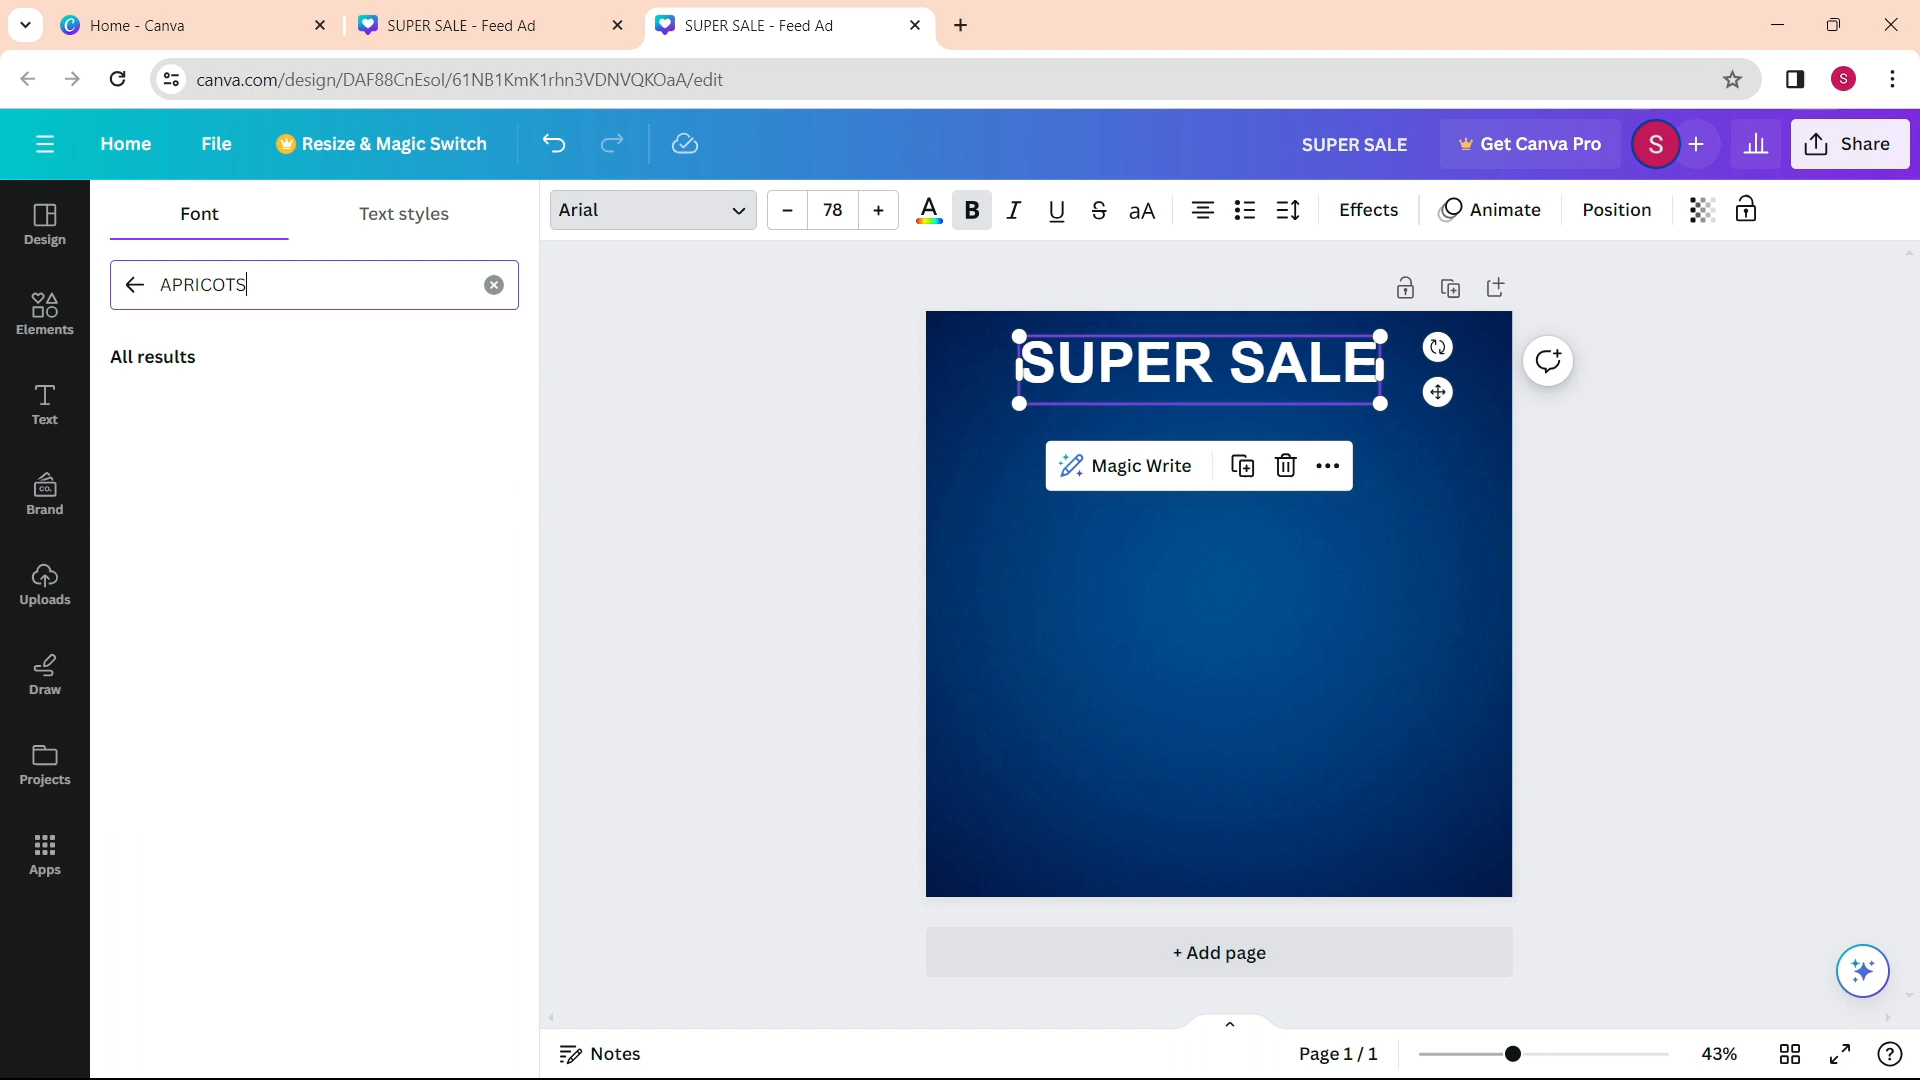 Home - Canva
SUPER SALE - Feed Ad
SUPER SALE - Feed Ad
canva.com/design/DAF88CnEsoI/61NB1KmK1rhn3VDNVQKOaA/edit
S
Home
File
Resize & Magic Switch
SUPER SALE
Get Canva Pro
S
Share
Design
Elements
Text
CO.
Brand
Uploads
Draw
Projects
Apps
Font
Text styles
APRICOTS
All results
Arial
78
A
B
I
U
S
aA
Effects
Animate
Position
SUPER SALE
Magic Write
+ Add page
Notes
Page 1 / 1
43%